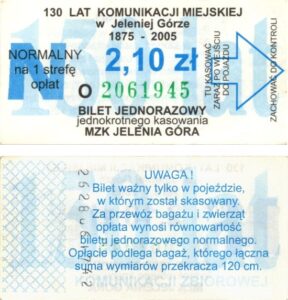 130 LAT KOMUNIKACJI MIEJSKIEJ
w Jeleniej Górze
1875 - 2005
NORMALNY
na 1 strefę
opłat
2,10 zł
O 2061945
BILET JEDNORAZOWY
jednokrotnego kasowania
MZK JELENIA GÓRA
TU KASOWAĆ
ZARAZ PO WEJŚCIU
DO POJAZDU
ZACHOWAĆ DO KONTROLI
UWAGA !
Bilet ważny tylko w pojeździe,
w którym został skasowany.
Za przewóz bagażu i zwierząt
opłata wynosi równowartość
biletu jednorazowego normalnego.
Opłacie podlega bagaż, którego łączna
suma wymiarów przekracza 120 cm.
KOMUNIKACJI ZBIOROWEJ